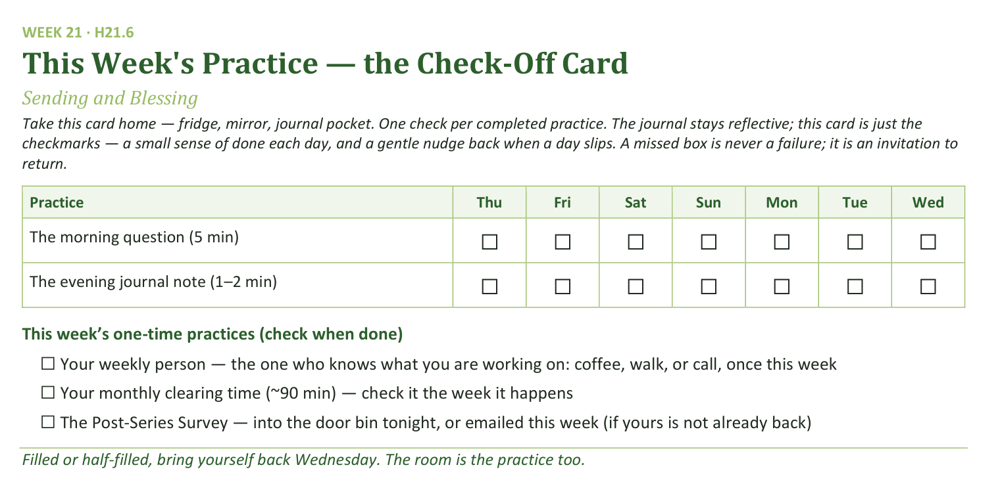 WEEK 21 · H21.6
This Week's Practice — the Check-Off Card
Sending and Blessing
Take this card home — fridge, mirror, journal pocket. One check per completed practice. The journal stays reflective; this card is just the
checkmarks — a small sense of done each day, and a gentle nudge back when a day slips. A missed box is never a failure; it is an invitation to
return.
Practice Thu Fri Sat Sun Mon Tue Wed
The morning question (5 min) ☐ ☐ ☐ ☐ ☐ ☐ ☐
The evening journal note (1–2 min) ☐ ☐ ☐ ☐ ☐ ☐ ☐
This week’s one-time practices (check when done)
☐ Your weekly person — the one who knows what you are working on: coffee, walk, or call, once this week
☐ Your monthly clearing time (~90 min) — check it the week it happens
☐ The Post-Series Survey — into the door bin tonight, or emailed this week (if yours is not already back)
Filled or half-filled, bring yourself back Wednesday. The room is the practice too.